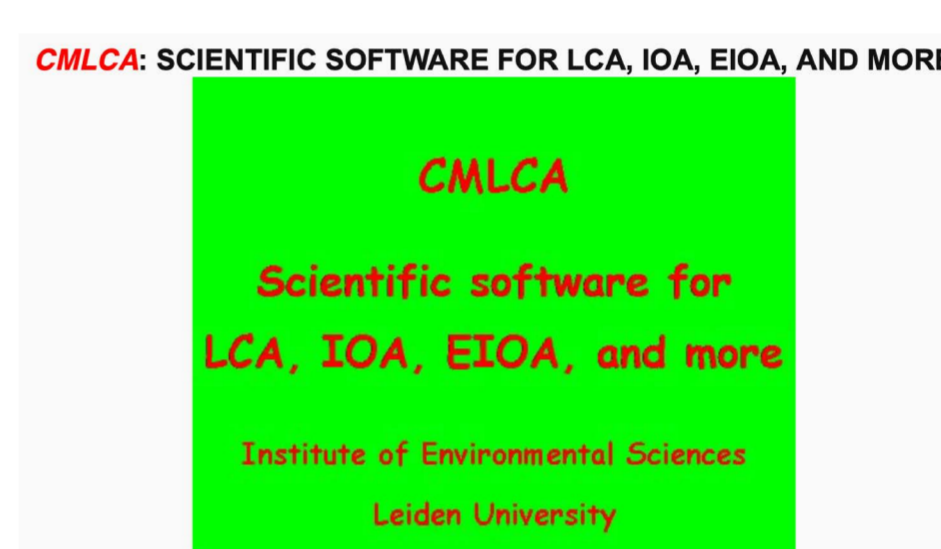 CMLCA: SCIENTIFIC SOFTWARE FOR LCA, IOA, EIOA, AND MORE
CMLCA
Scientific software for
LCA, IOA, EIOA, and more
Institute of Environmental Sciences
Leiden University